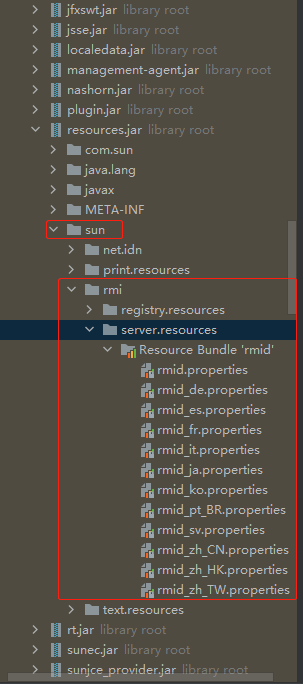 jfxswt.jar library root
jsse.jar library root
localedata.jar library root
management-agent.jar library root
nashorn.jar library root
plugin.jar library root
resources.jar library root
com.sun
java.lang
javax
META-INF
sun
net.idn
print.resources
rmi
registry.resources
server.resources
Resource Bundle 'rmid'
rmid.properties
rmid_de.properties
rmid_es.properties
rmid_fr.properties
rmid_it.properties
rmid_ja.properties
rmid_ko.properties
rmid_pt_BR.properties
rmid_sv.properties
rmid_zh_CN.properties
rmid_zh_HK.properties
rmid_zh_TW.properties
text.resources
rt.jar library root
sunec.jar library root
sunjce_provider.jar library root